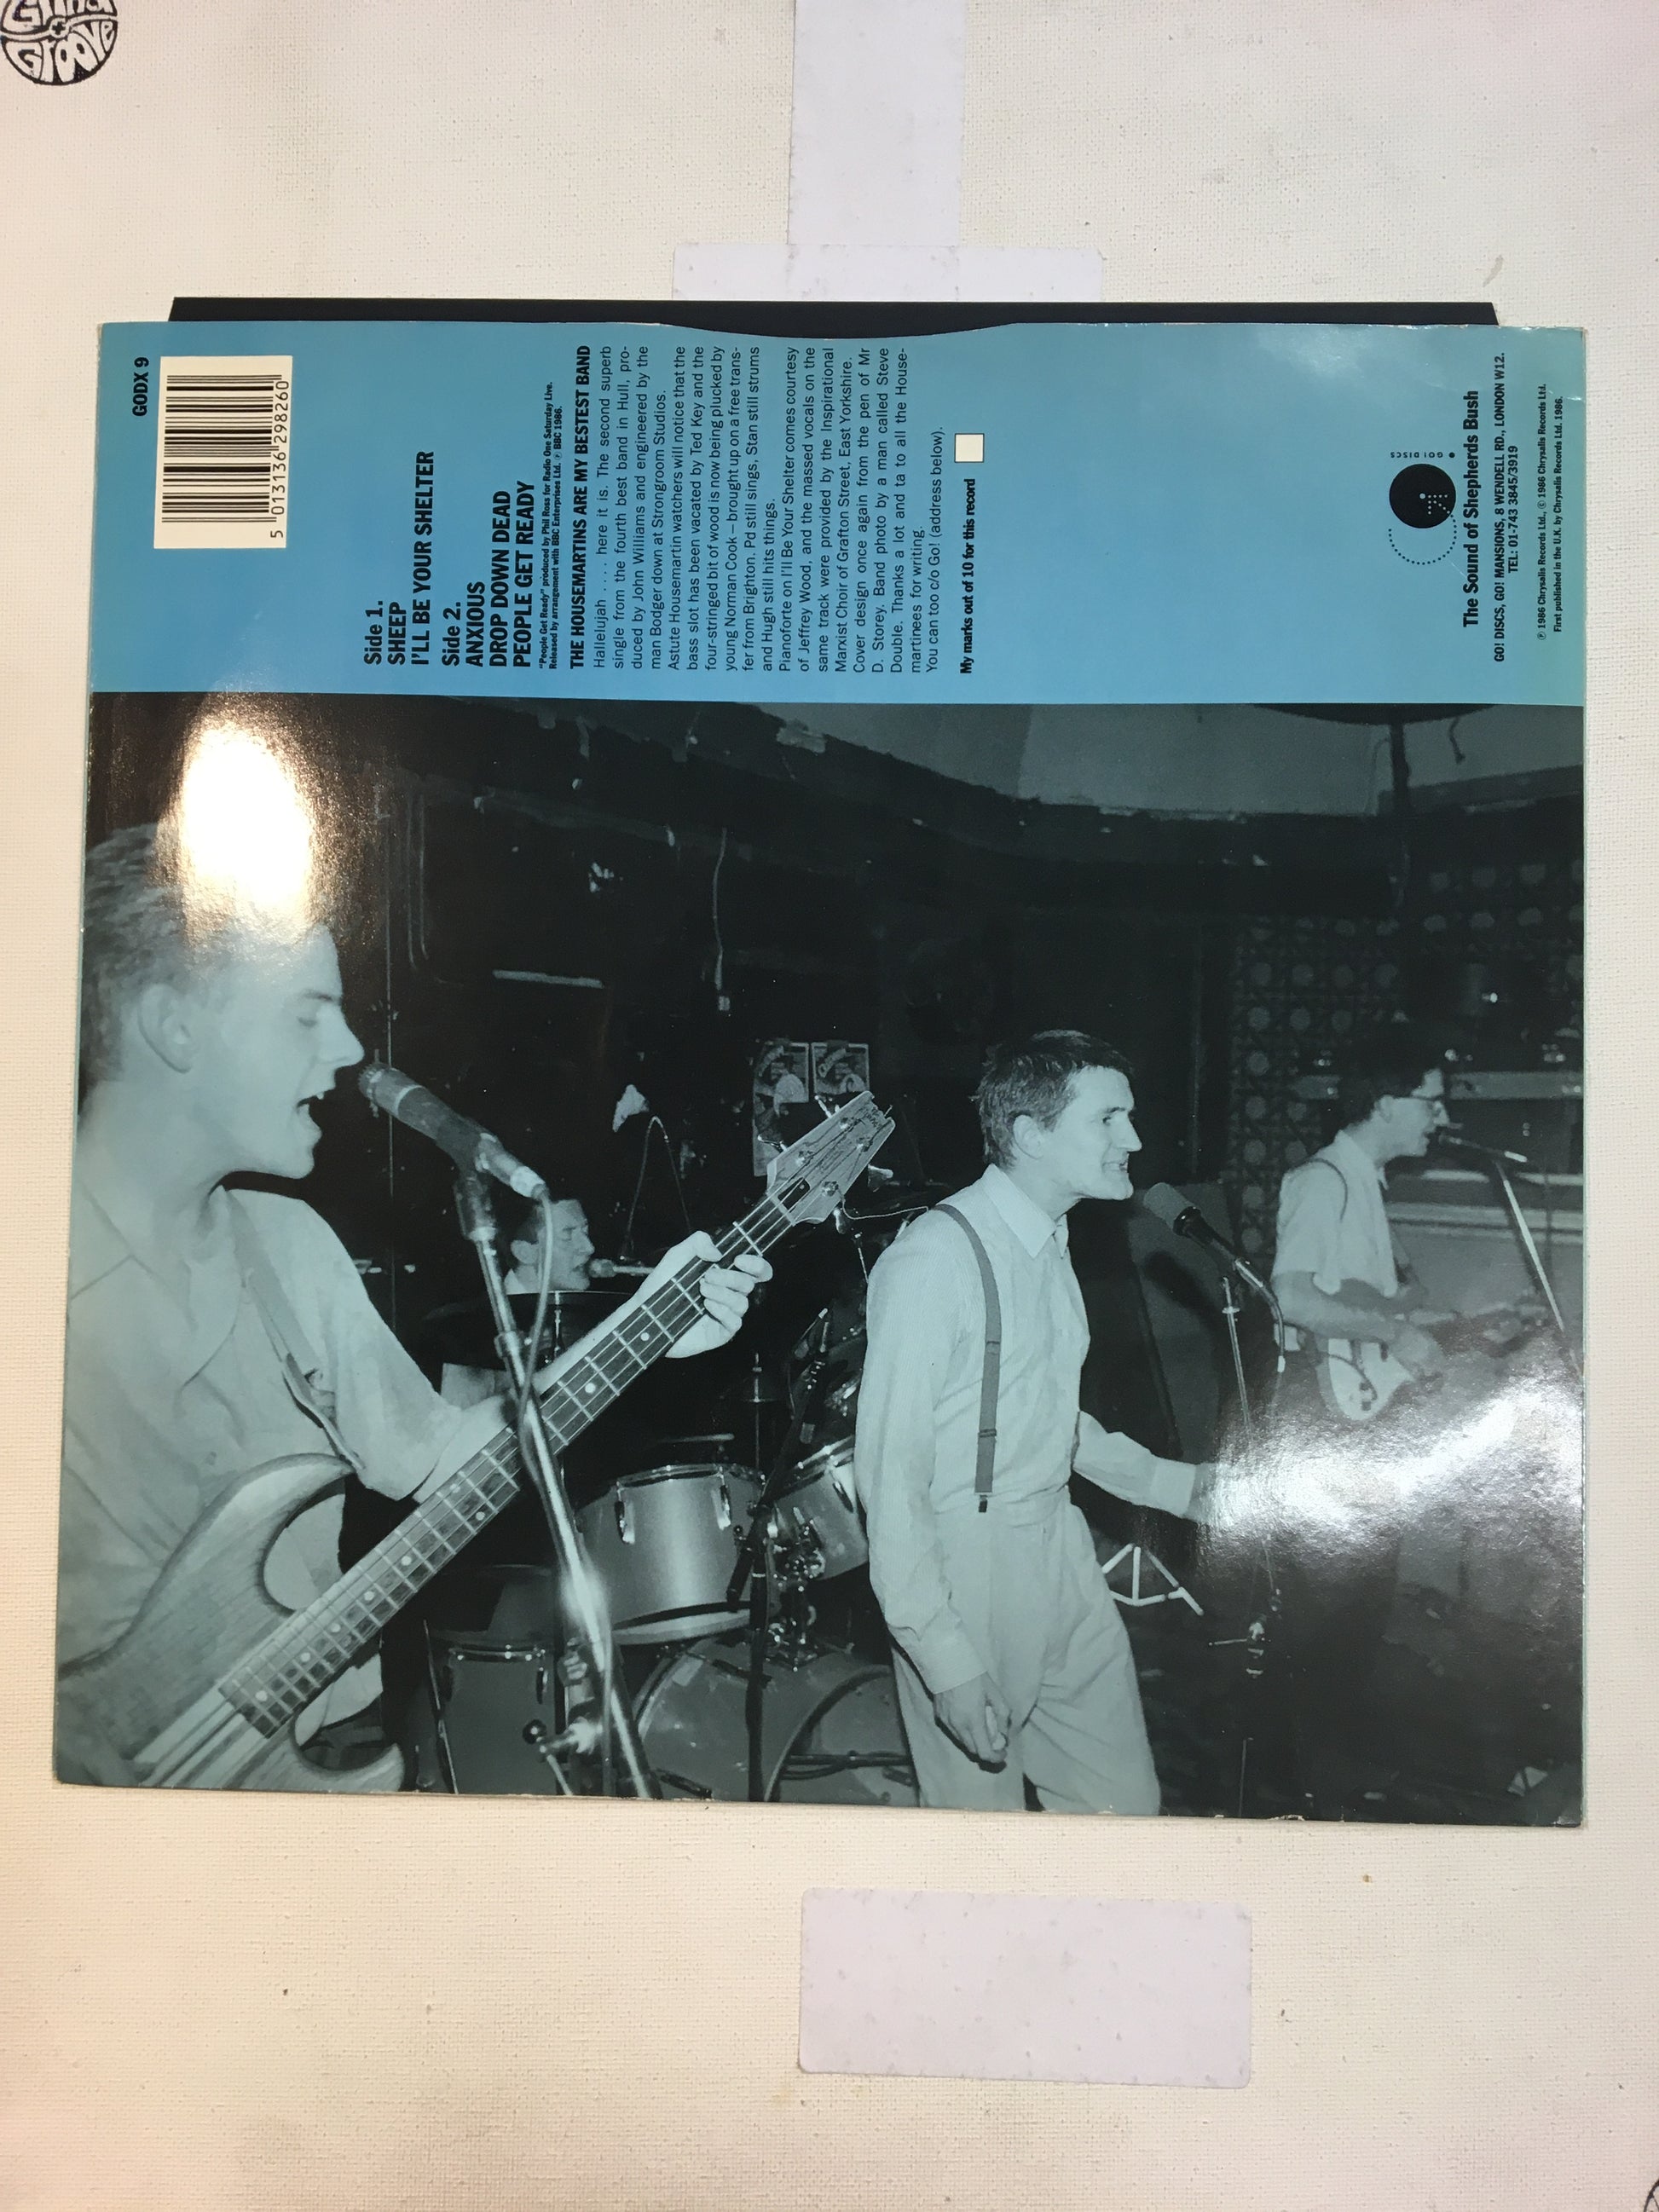 Grind
+
Groove
GODX 9
5 013136 298260
Side 1.
SHEEP
I'LL BE YOUR SHELTER
Side 2.
ANXIOUS
DROP DOWN DEAD
PEOPLE GET READY
"People Get Ready" produced by Phil Ross for Radio One Saturday Live.
Released by arrangement with BBC Enterprises Ltd. ℗ BBC 1986.
THE HOUSEMARTINS ARE MY BESTEST BAND
Hallelujah .... here it is. The second superb
single from the fourth best band in Hull, pro-
duced by John Williams and engineered by the
man Bodger down at Strongroom Studios.
Astute Housemartin watchers will notice that the
bass slot has been vacated by Ted Key and the
four-stringed bit of wood is now being plucked by
young Norman Cook — brought up on a free trans-
fer from Brighton. Pd still sings, Stan still strums
and Hugh still hits things.
Pianoforte on I'll Be Your Shelter comes courtesy
of Jeffrey Wood, and the massed vocals on the
same track were provided by the Inspirational
Marxist Choir of Grafton Street, East Yorkshire.
Cover design once again from the pen of Mr
D. Storey. Band photo by a man called Steve
Double. Thanks a lot and ta to all the House-
martinees for writing.
You can too c/o Go! (address below).
My marks out of 10 for this record
GO! DISCS
The Sound of Shepherds Bush
GO! DISCS, GO! MANSIONS, 8 WENDELL RD., LONDON W12.
TEL: 01-743 3845/3919
℗ 1986 Chrysalis Records Ltd., © 1986 Chrysalis Records Ltd.
First published in the U.K. by Chrysalis Records Ltd. 1986.